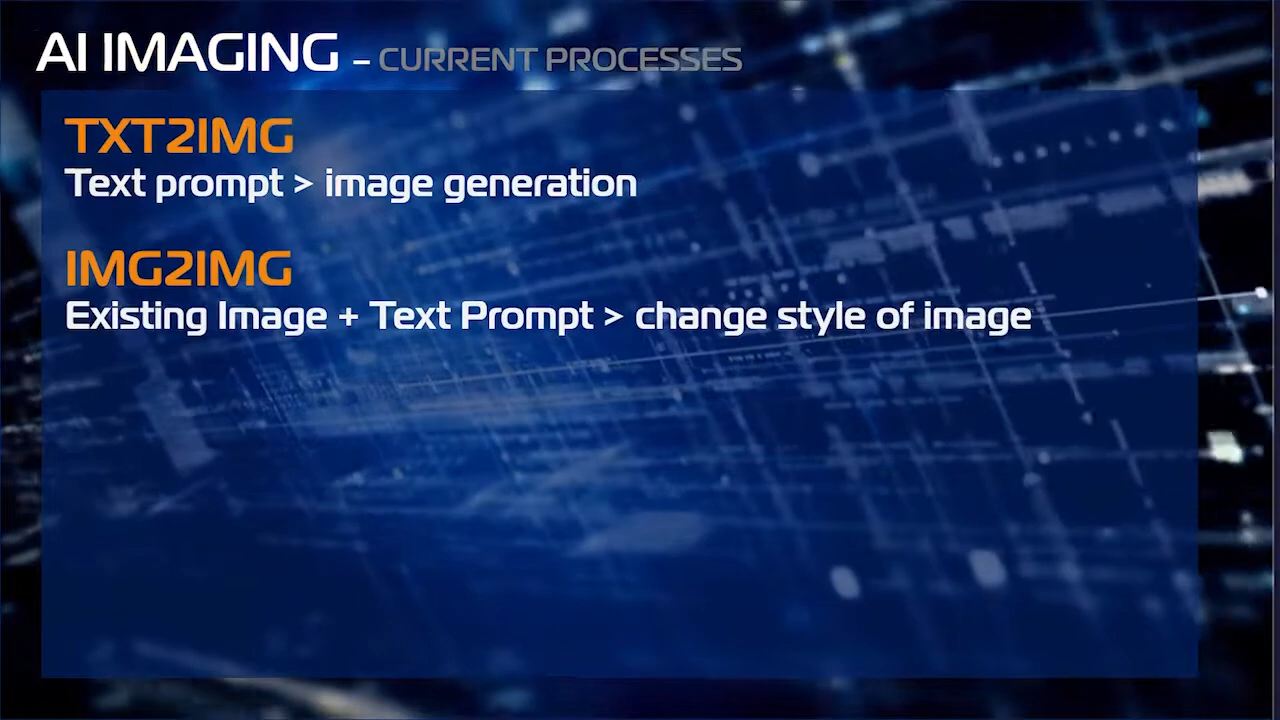 AI IMAGING – CURRENT PROCESSES
TXT2IMG
Text prompt > image generation
IMG2IMG
Existing Image + Text Prompt > change style of image